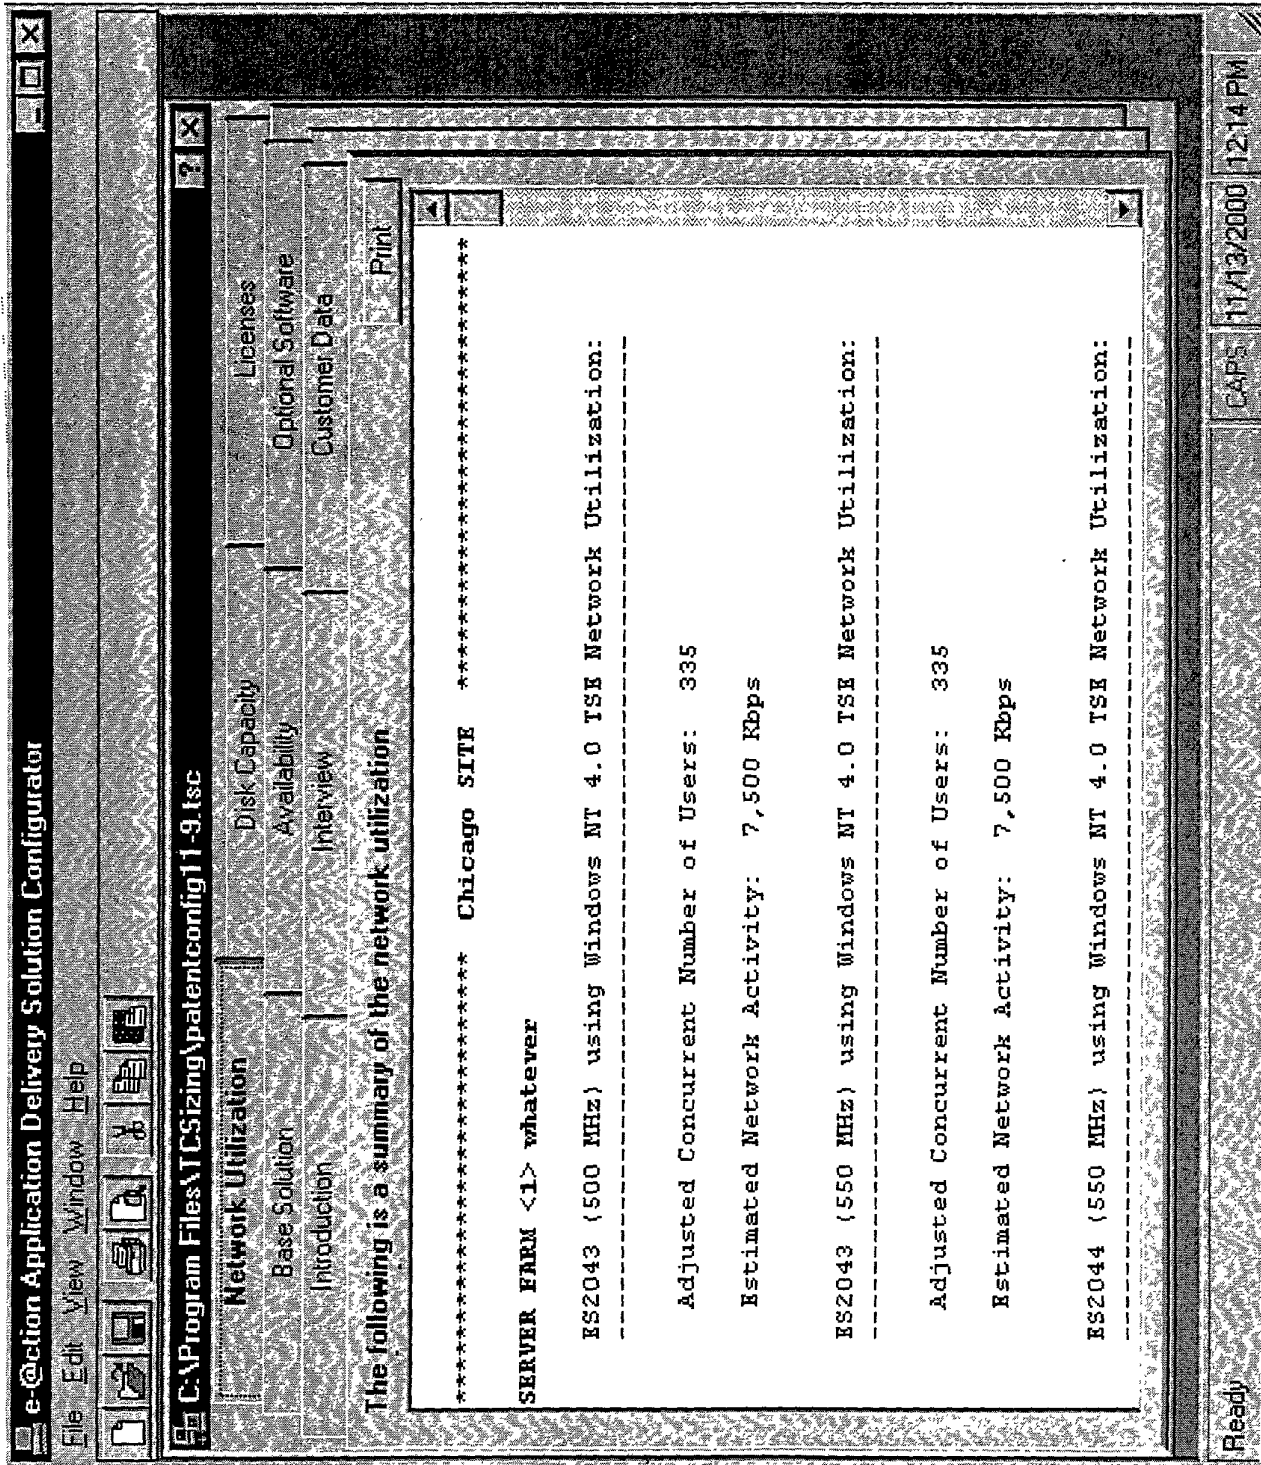 e-@ction Application Delivery Solution Configurator
File Edit View Window Help
C:\Program Files\TCSizing\patentconfig11-9.tsc
Network Utilization Disk Capacity Licenses
Base Solution Availability Optional Software
Introduction Interview Customer Data
The following is a summary of the network utilization
Print
***************************** Chicago SITE *****************************
SERVER FARM <1> whatever
ES2043 (500 MHz) using Windows NT 4.0 TSE Network Utilization:
--------------------------------------------------------------
Adjusted Concurrent Number of Users: 335
Estimated Network Activity: 7,500 Kbps
ES2043 (550 MHz) using Windows NT 4.0 TSE Network Utilization:
--------------------------------------------------------------
Adjusted Concurrent Number of Users: 335
Estimated Network Activity: 7,500 Kbps
ES2044 (550 MHz) using Windows NT 4.0 TSE Network Utilization:
--------------------------------------------------------------
Ready CAPS 11/13/2000 12:14 PM